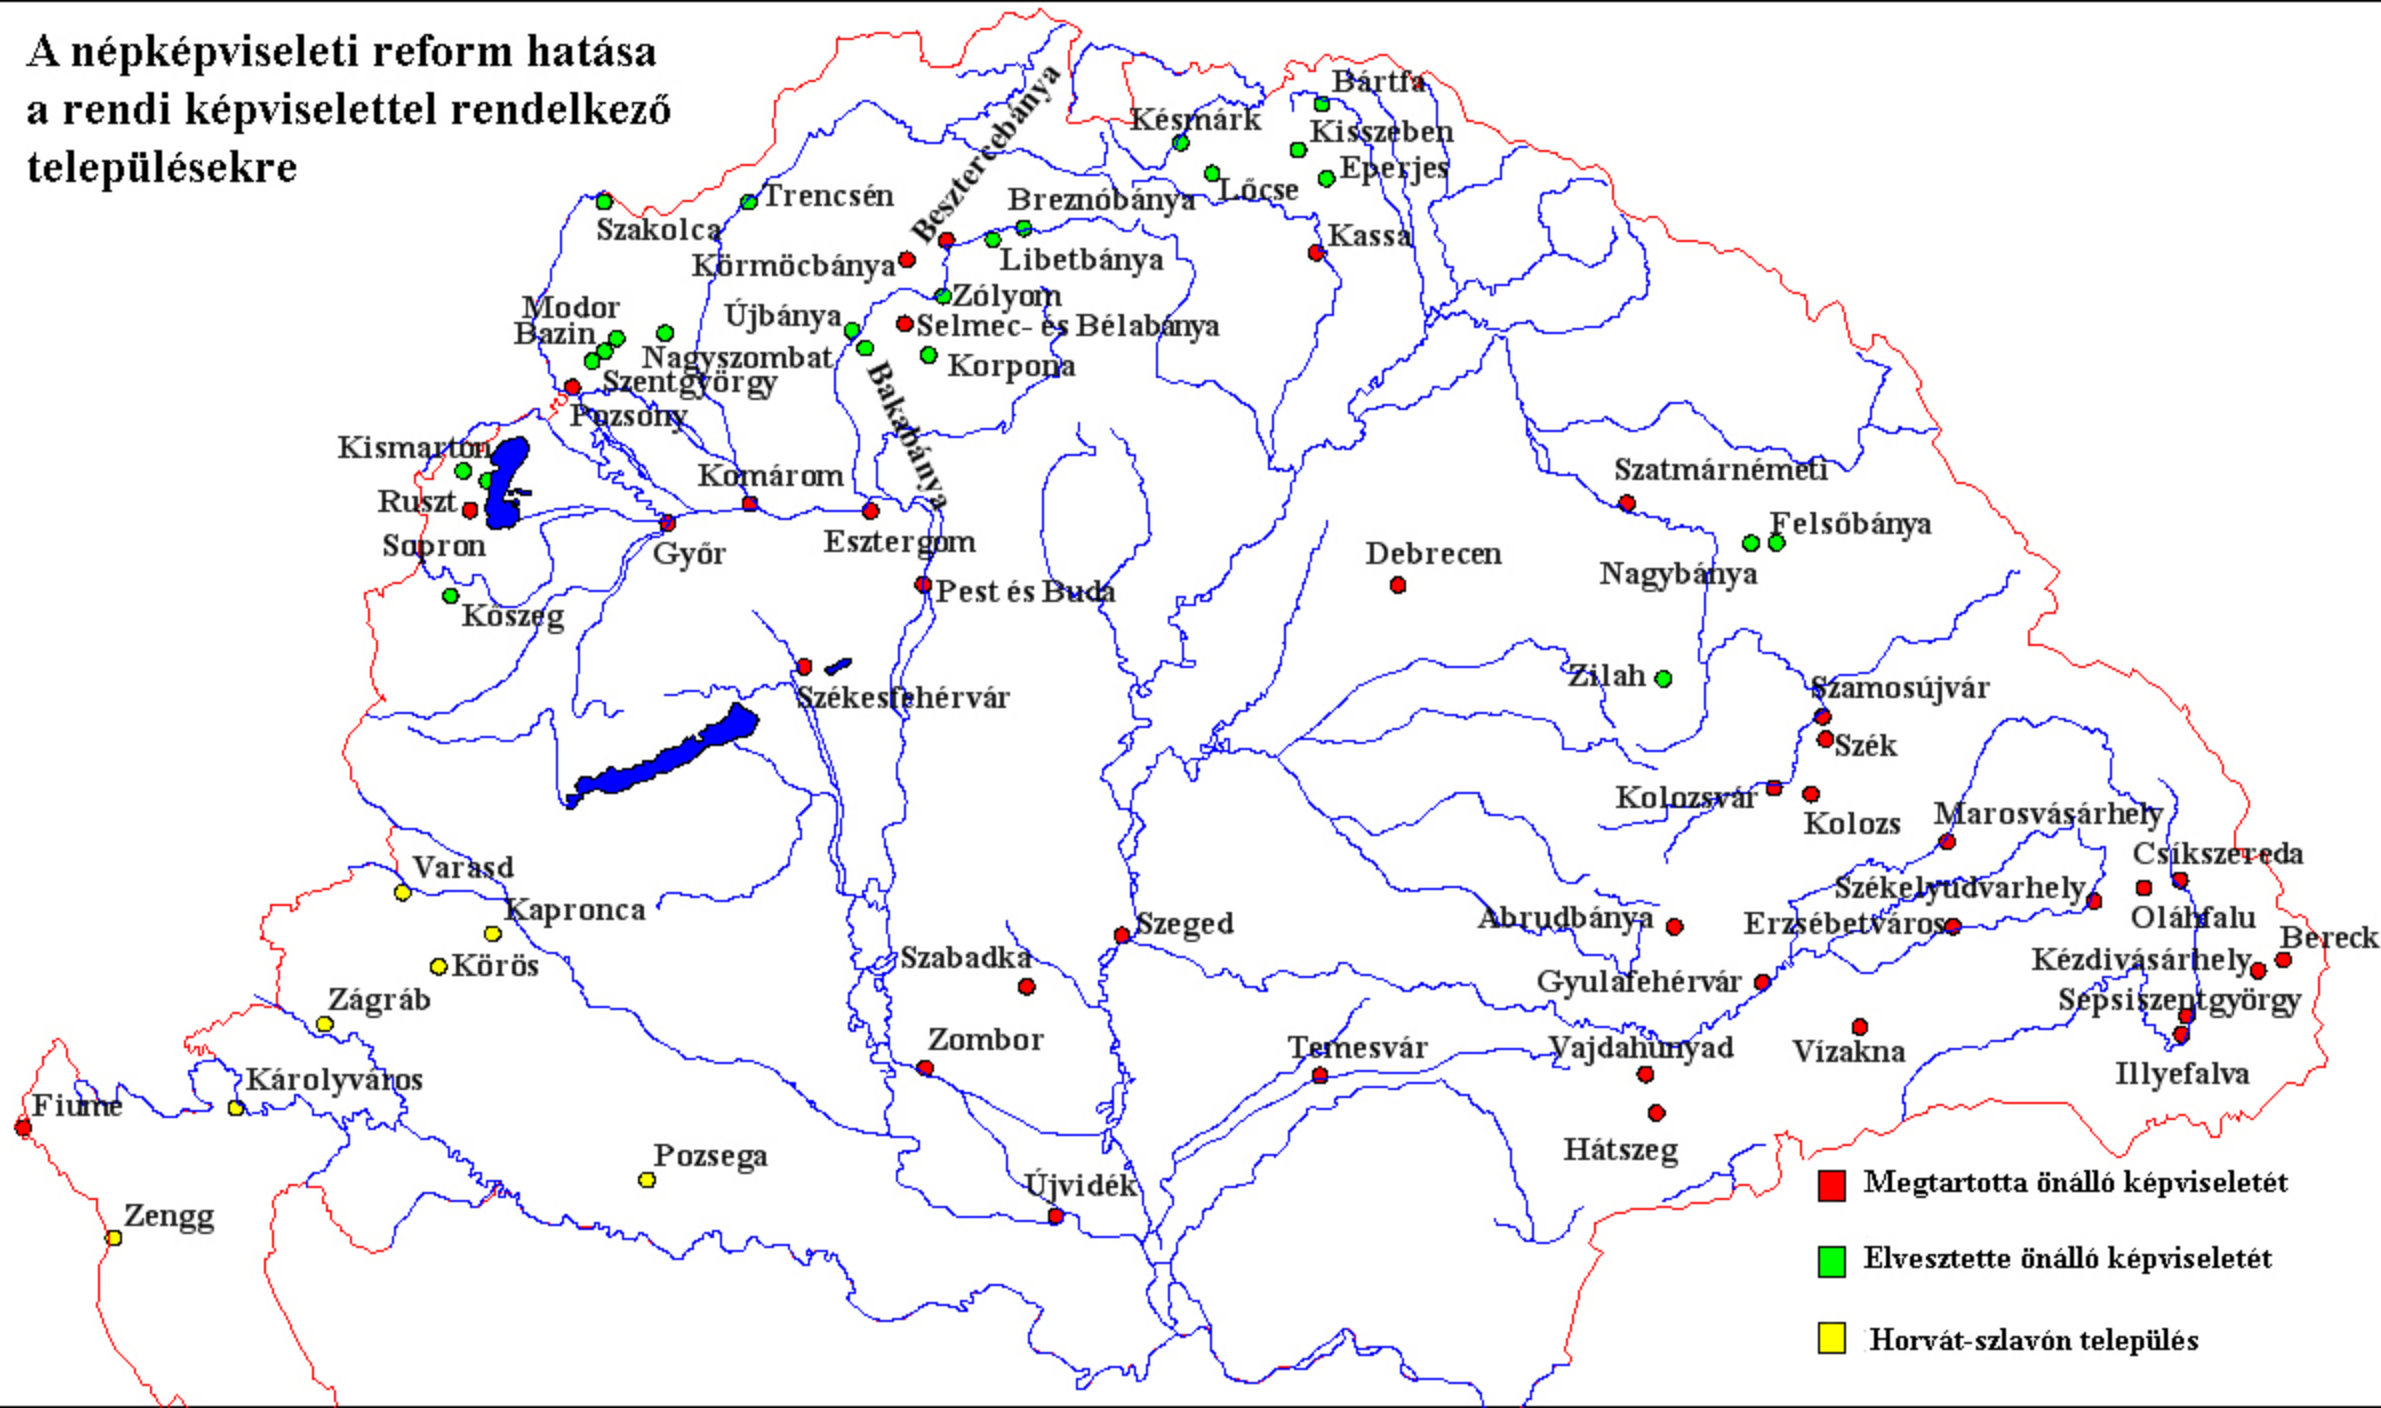 A népképviseleti reform hatása
a rendi képviselettel rendelkező
településekre
Bártfa
Késmárk
Kisszeben
Eperjes
Lőcse
Besztercebánya
Trencsén
Breznóbánya
Szakolca
Kassa
Körmöcbánya
Libetbánya
Zólyom
Modor
Újbánya
Selmec- és Bélabánya
Bazin
Nagyszombat
Korpona
Szentgyörgy
Bakabánya
Pozsony
Kismarton
Komárom
Szatmárnémeti
Ruszt
Felsőbánya
Sopron
Győr
Esztergom
Debrecen
Nagybánya
Pest és Buda
Kőszeg
Zilah
Szamosújvár
Székesfehérvár
Szék
Kolozsvár
Kolozs
Marosvásárhely
Csíkszereda
Varasd
Székelyudvarhely
Kapronca
Oláhfalu
Abrudbánya
Erzsébetváros
Szeged
Bereck
Szabadka
Körös
Kézdivásárhely
Gyulafehérvár
Zágráb
Sepsiszentgyörgy
Zombor
Temesvár
Vajdahunyad
Vízakna
Illyefalva
Károlyváros
Fiume
Hátszeg
Pozsega
Újvidék
Zengg
Megtartotta önálló képviseletét
Elvesztette önálló képviseletét
Horvát-szlavón település